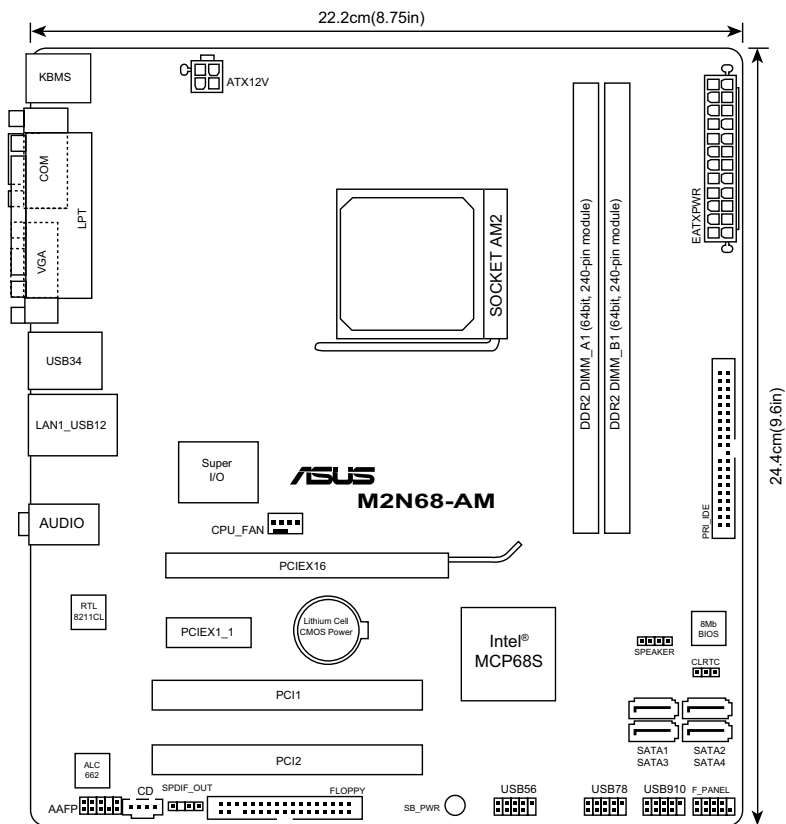 22.2cm(8.75in)
KBMS
ATX12V
COM
LPT
VGA
EATXPWR
SOCKET AM2
DDR2 DIMM_A1 (64bit, 240-pin module)
DDR2 DIMM_B1 (64bit, 240-pin module)
24.4cm(9.6in)
USB34
LAN1_USB12
Super
I/O
ASUS
M2N68-AM
PRI_IDE
AUDIO
CPU_FAN
PCIEX16
RTL
8211CL
PCIEX1_1
Lithium Cell
CMOS Power
Intel®
MCP68S
8Mb
BIOS
SPEAKER
CLRTC
PCI1
SATA1
SATA3
SATA2
SATA4
PCI2
ALC
662
AAFP
CD
SPDIF_OUT
FLOPPY
SB_PWR
USB56
USB78
USB910
F_PANEL